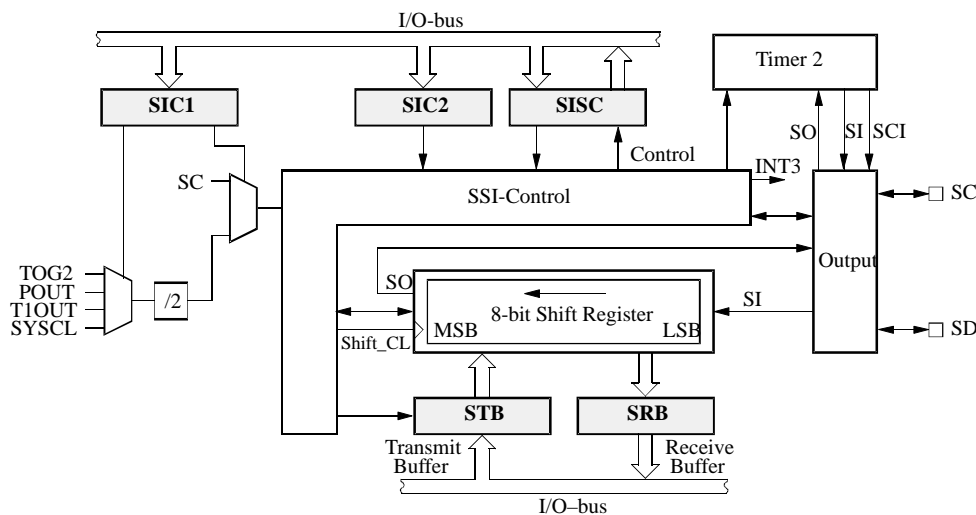 I/O-bus
SIC1
SIC2
SISC
Timer 2
SO
SI
SCI
Control
INT3
SC
SSI-Control
SC
Output
TOG2
POUT
T1OUT
SYSCL
/2
SO
SI
8-bit Shift Register
MSB
LSB
Shift_CL
SD
STB
SRB
Transmit
Buffer
Receive
Buffer
I/O–bus